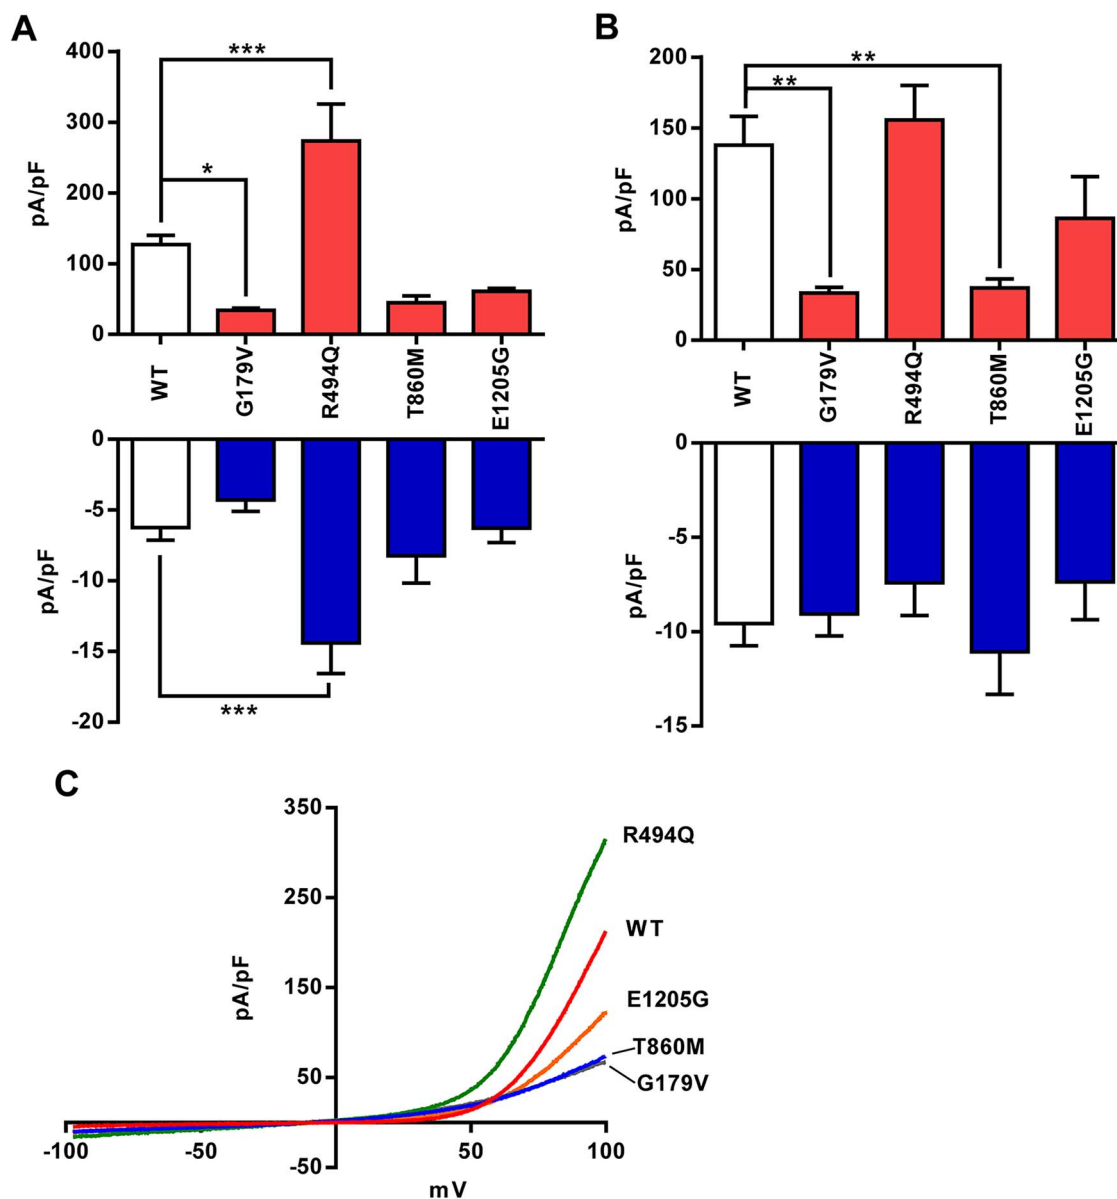 A
***
*
400
300
200
100
0
pA/pF
WT
G179V
R494Q
T860M
E1205G
0
-5
-10
-15
-20
pA/pF
***
B
**
**
200
150
100
50
0
pA/pF
WT
G179V
R494Q
T860M
E1205G
0
-5
-10
-15
pA/pF
C
350
250
150
50
-50
pA/pF
-100
-50
50
100
mV
R494Q
WT
E1205G
T860M
G179V